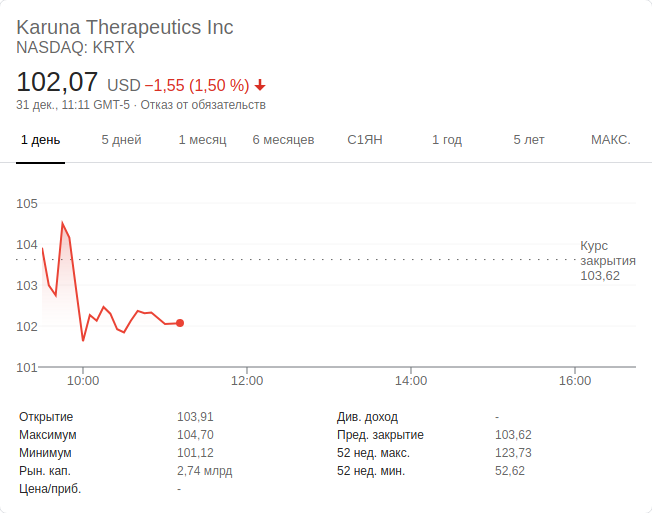 Karuna Therapeutics Inc
NASDAQ: KRTX
102,07 USD −1,55 (1,50 %)
31 дек., 11:11 GMT-5 · Отказ от обязательств
1 день 5 дней 1 месяц 6 месяцев С1ЯН 1 год 5 лет МАКС.
105
104
103
102
101
Курс
закрытия
103,62
10:00 12:00 14:00 16:00
Открытие 103,91 Див. доход -
Максимум 104,70 Пред. закрытие 103,62
Минимум 101,12 52 нед. макс. 123,73
Рын. кап. 2,74 млрд 52 нед. мин. 52,62
Цена/приб. -